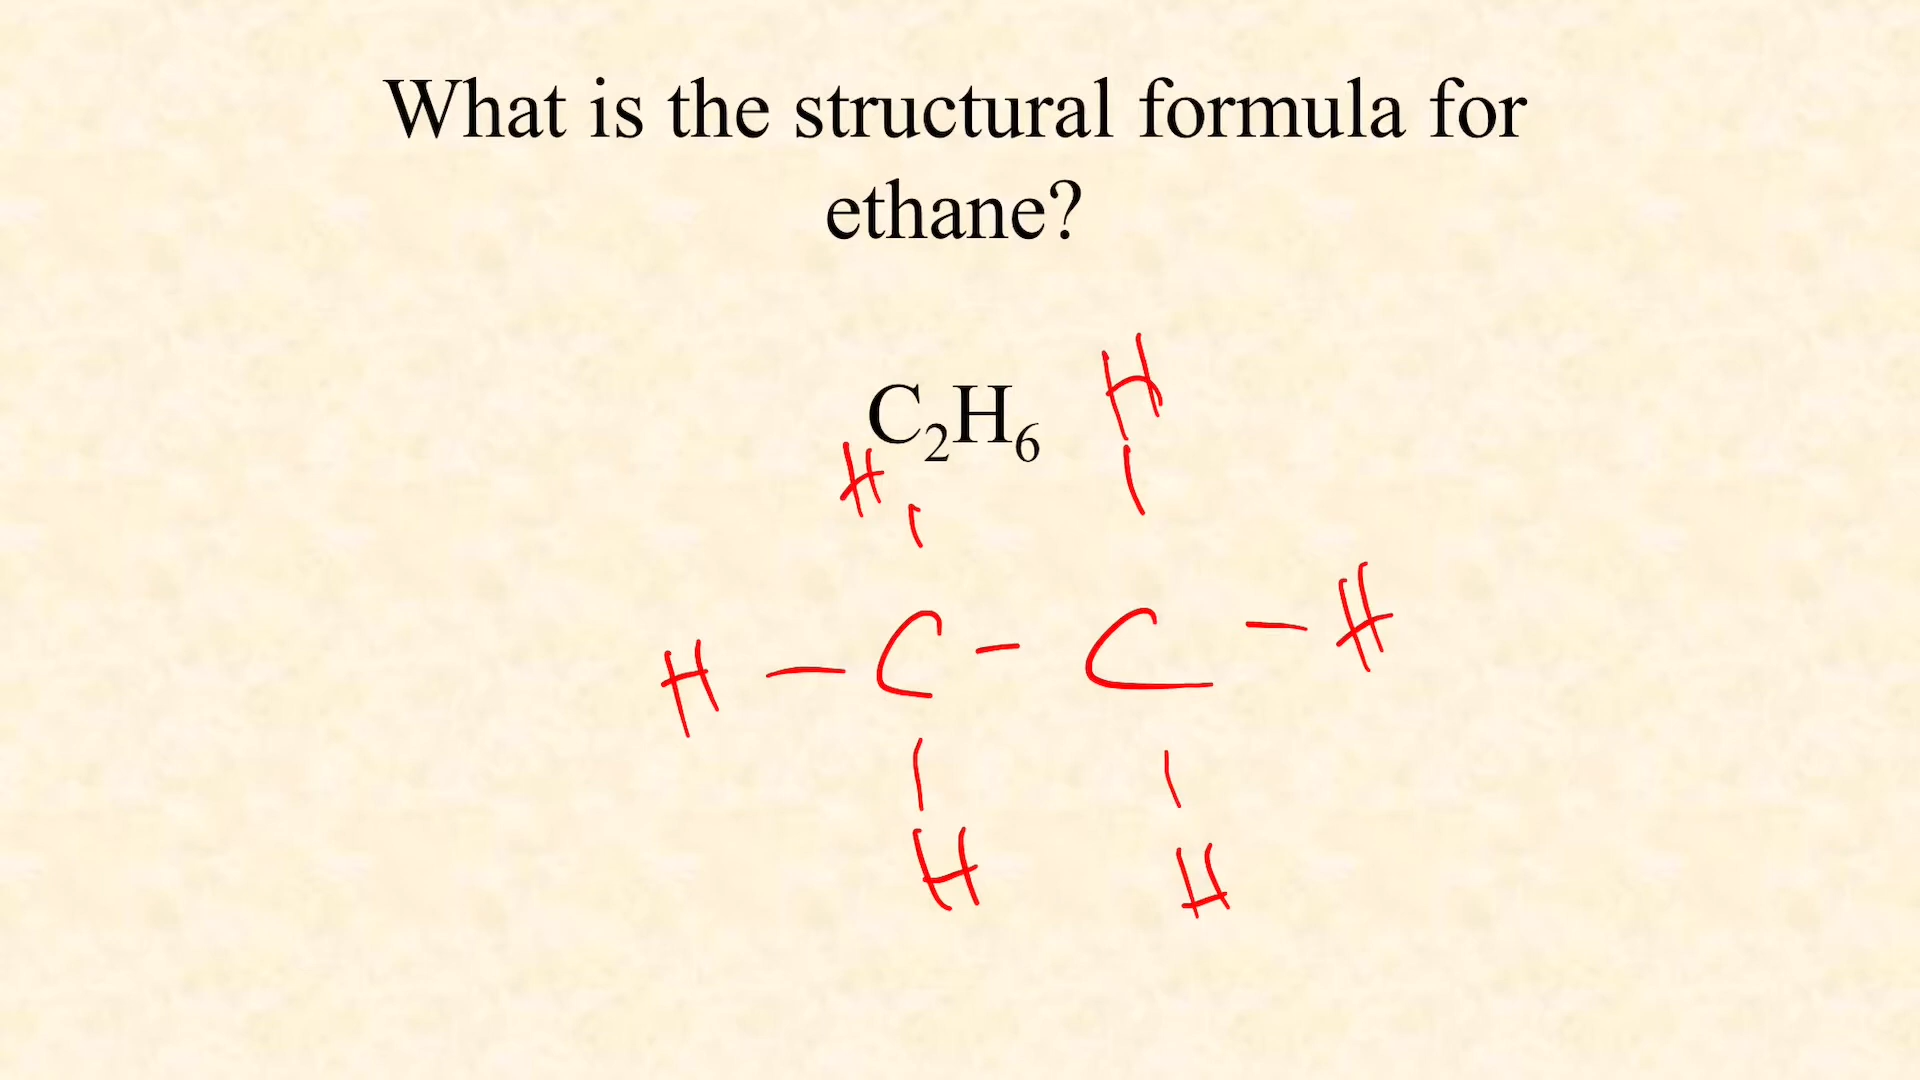 What is the structural formula for
ethane?
C₂H₆ H
H
H – C – C – H
H H